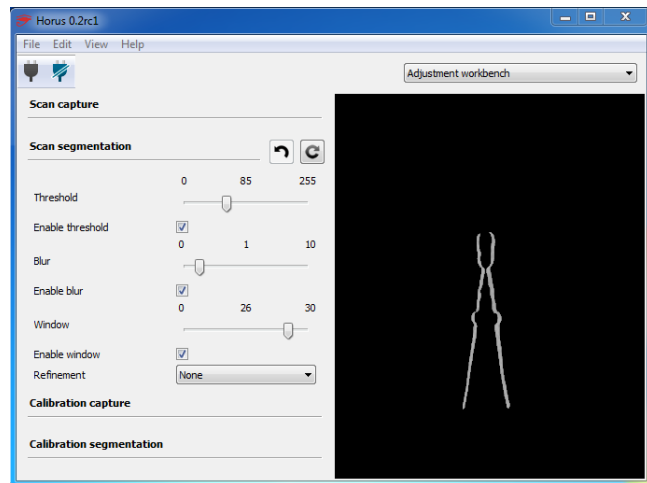 Horus 0.2rc1
File Edit View Help
Adjustment workbench
Scan capture
Scan segmentation
0 85 255
Threshold
Enable threshold
0 1 10
Blur
Enable blur
0 26 30
Window
Enable window
Refinement None
Calibration capture
Calibration segmentation